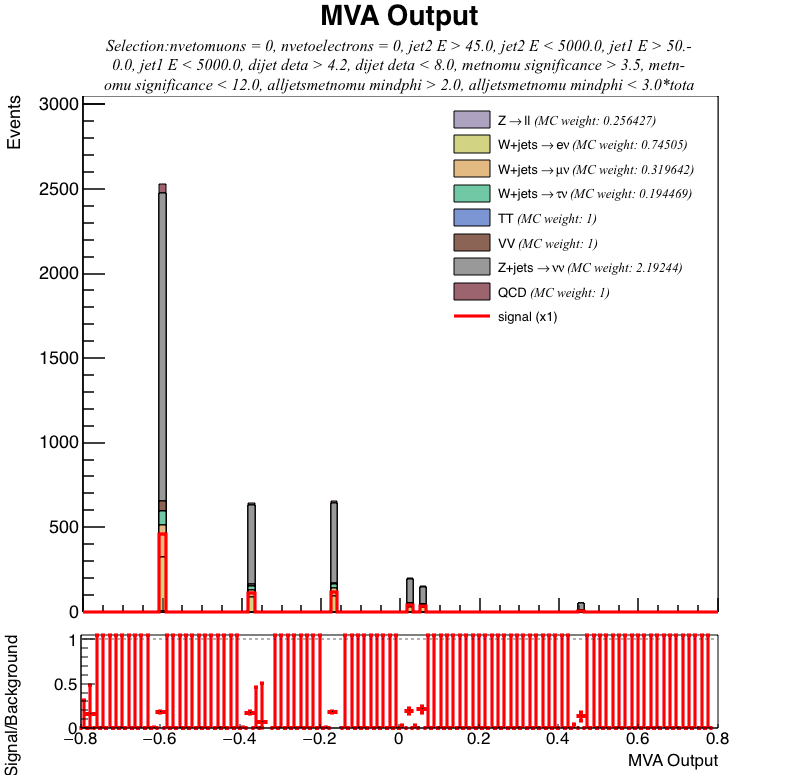 MVA Output
Selection:nvetomuons = 0, nvetoelectrons = 0, jet2 E > 45.0, jet2 E < 5000.0, jet1 E > 50.-
0.0, jet1 E < 5000.0, dijet deta > 4.2, dijet deta < 8.0, metnomu significance > 3.5, metn-
omu significance < 12.0, alljetsmetnomu mindphi > 2.0, alljetsmetnomu mindphi < 3.0*tota
Events
3000
2500
2000
1500
1000
500
0
Z→ll (MC weight: 0.256427)
W+jets→eν (MC weight: 0.74505)
W+jets→μν (MC weight: 0.319642)
W+jets→τν (MC weight: 0.194469)
TT (MC weight: 1)
VV (MC weight: 1)
Z+jets→νν (MC weight: 2.19244)
QCD (MC weight: 1)
signal (x1)
Signal/Background
1
0.5
0
−0.8 −0.6 −0.4 −0.2 0 0.2 0.4 0.6 0.8
MVA Output